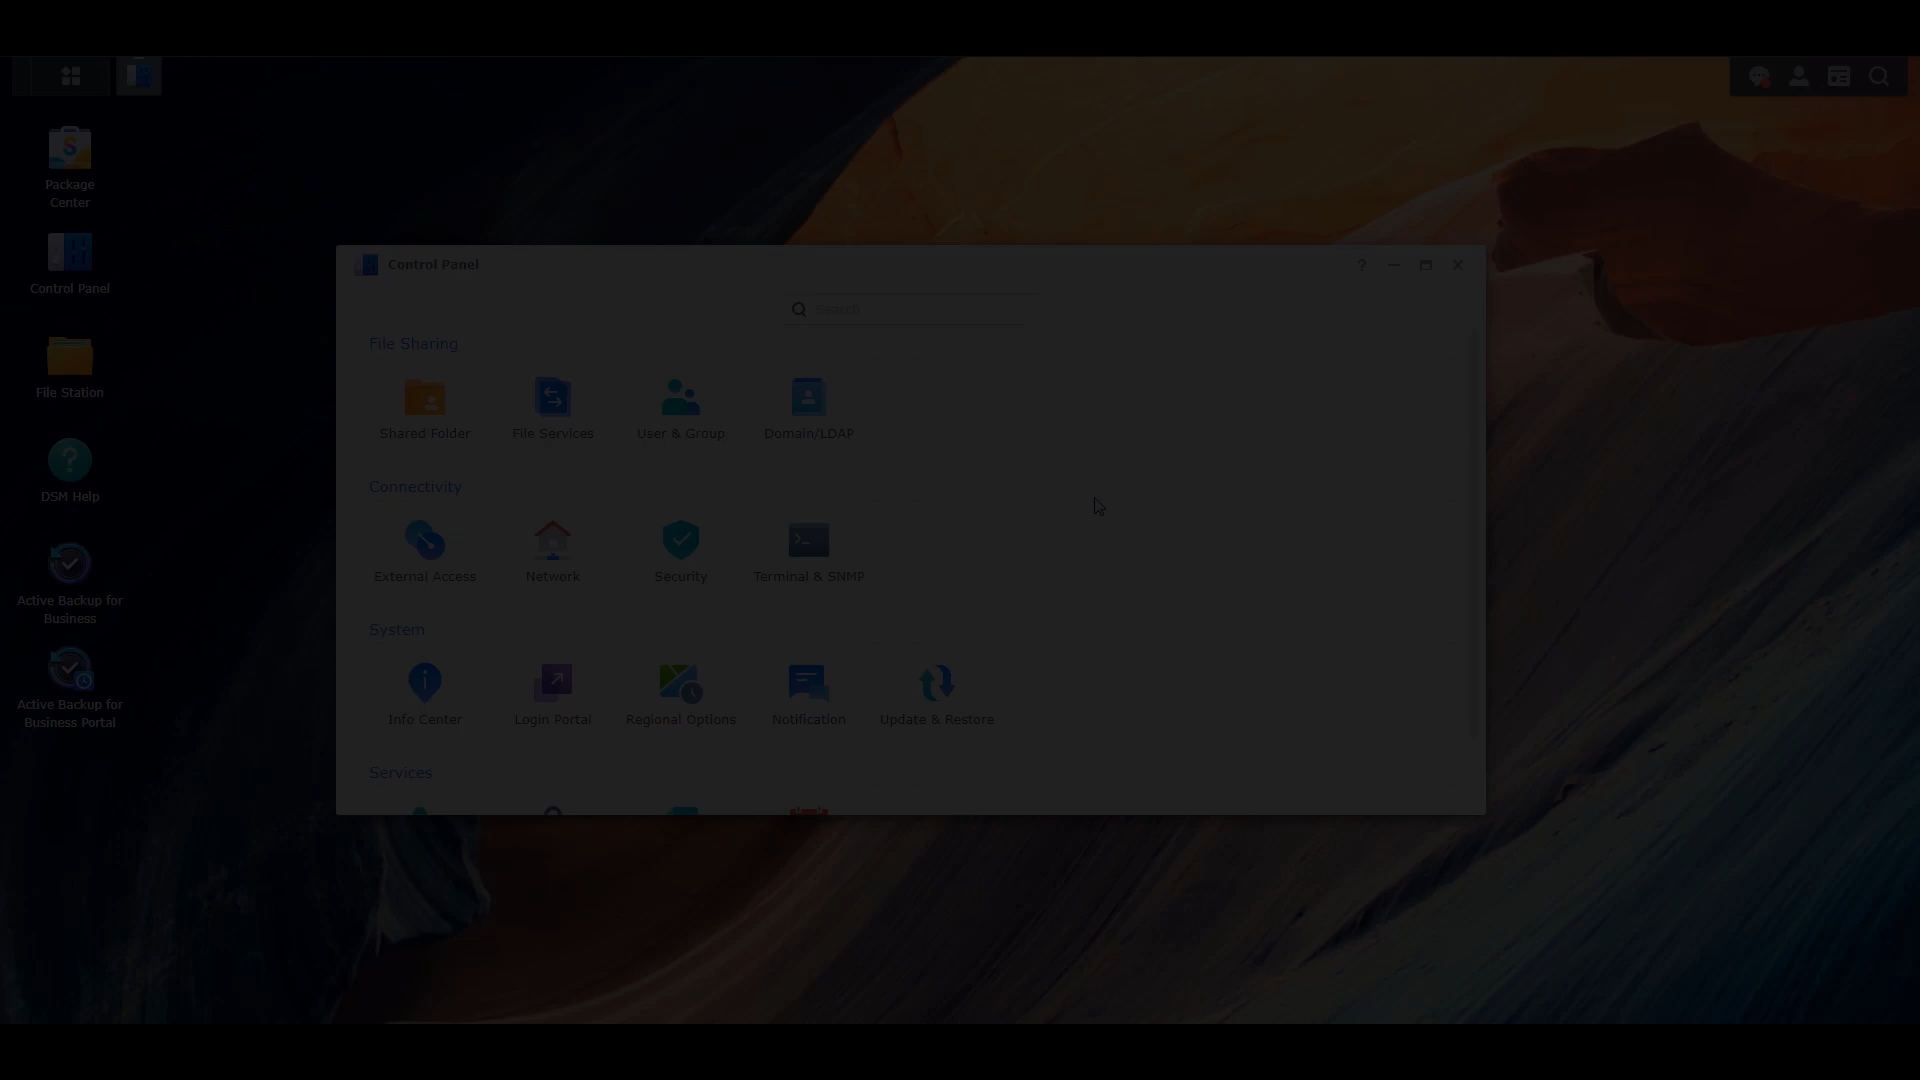 Package
Center
Control Panel
File Station
DSM Help
Active Backup for
Business
Active Backup for
Business Portal
Control Panel
Search
File Sharing
Shared Folder
File Services
User & Group
Domain/LDAP
Connectivity
External Access
Network
Security
Terminal & SNMP
System
Info Center
Login Portal
Regional Options
Notification
Update & Restore
Services